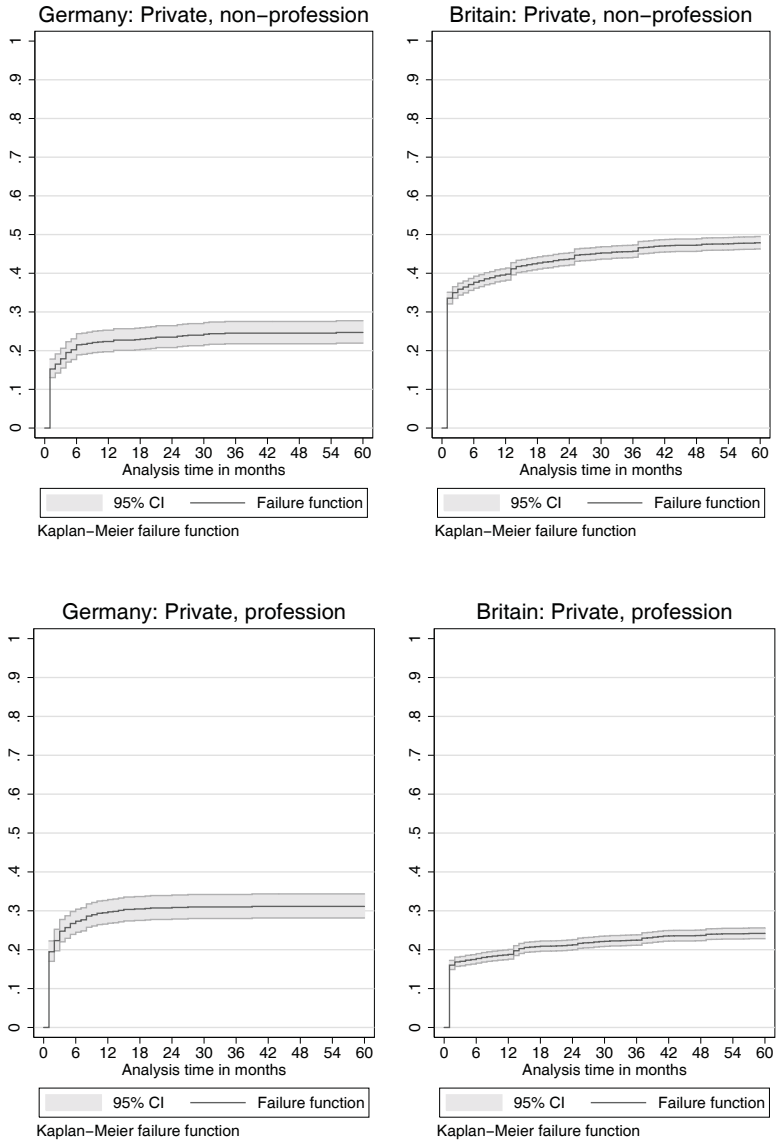 Germany: Private, non−profession
1
.9
.8
.7
.6
.5
.4
.3
.2
.1
0
0 6 12 18 24 30 36 42 48 54 60
Analysis time in months
95% CI Failure function
Kaplan−Meier failure function
Britain: Private, non−profession
1
.9
.8
.7
.6
.5
.4
.3
.2
.1
0
0 6 12 18 24 30 36 42 48 54 60
Analysis time in months
95% CI Failure function
Kaplan−Meier failure function
Germany: Private, profession
1
.9
.8
.7
.6
.5
.4
.3
.2
.1
0
0 6 12 18 24 30 36 42 48 54 60
Analysis time in months
95% CI Failure function
Kaplan−Meier failure function
Britain: Private, profession
1
.9
.8
.7
.6
.5
.4
.3
.2
.1
0
0 6 12 18 24 30 36 42 48 54 60
Analysis time in months
95% CI Failure function
Kaplan−Meier failure function